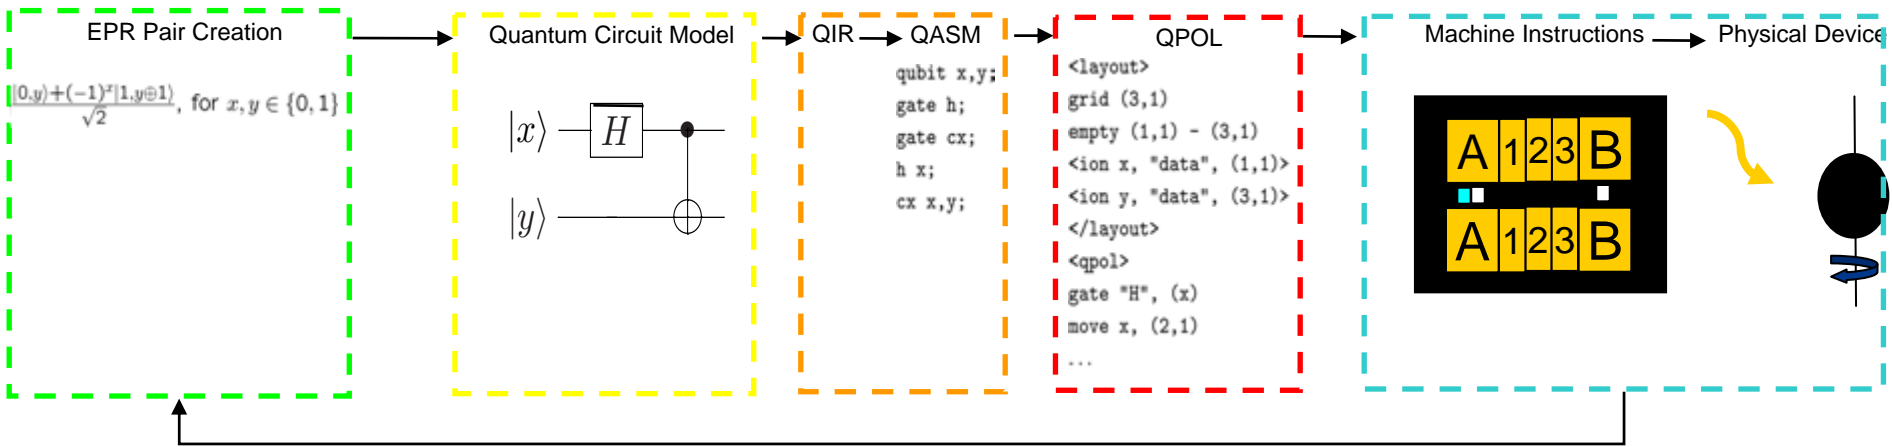 EPR Pair Creation
|0,y⟩+(-1)^x|1,y⊕1⟩ / √2, for x, y ∈ {0, 1}
Quantum Circuit Model
|x⟩ H
|y⟩
QIR QASM
qubit x,y;
gate h;
gate cx;
h x;
cx x,y;
QPOL
<layout>
grid (3,1)
empty (1,1) - (3,1)
<ion x, "data", (1,1)>
<ion y, "data", (3,1)>
</layout>
<qpol>
gate "H", (x)
move x, (2,1)
...
Machine Instructions Physical Device
A 1 2 3 B
A 1 2 3 B